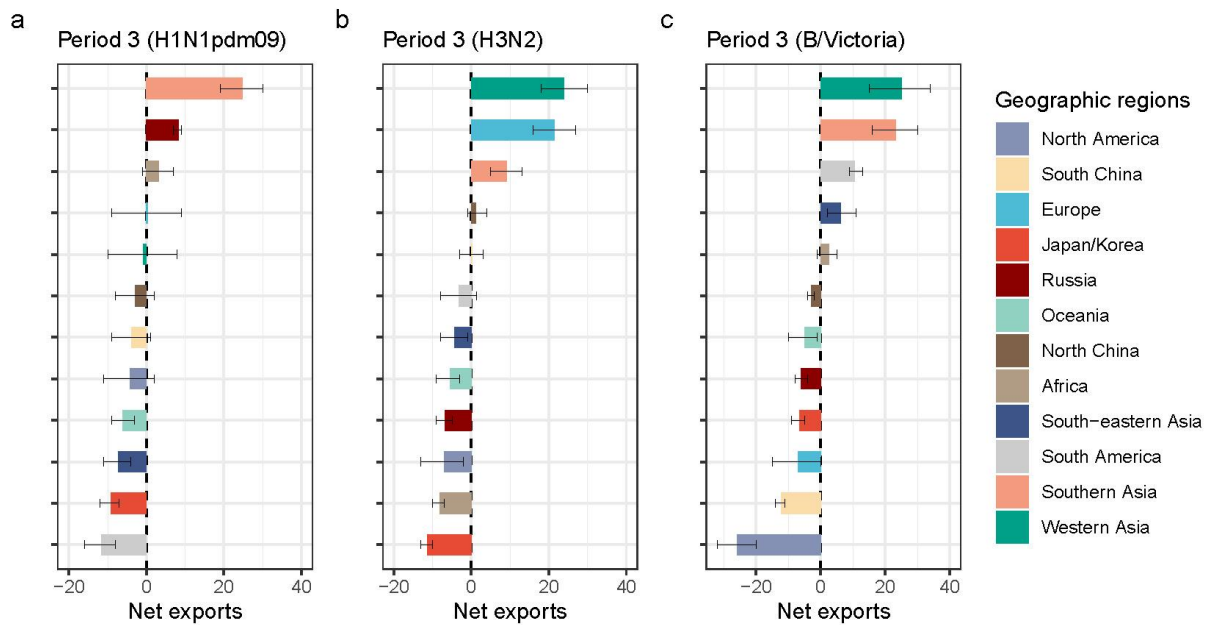 a
Period 3 (H1N1pdm09)
−20
0
20
40
Net exports
b
Period 3 (H3N2)
−20
0
20
40
Net exports
c
Period 3 (B/Victoria)
−20
0
20
40
Net exports
Geographic regions
North America
South China
Europe
Japan/Korea
Russia
Oceania
North China
Africa
South−eastern Asia
South America
Southern Asia
Western Asia